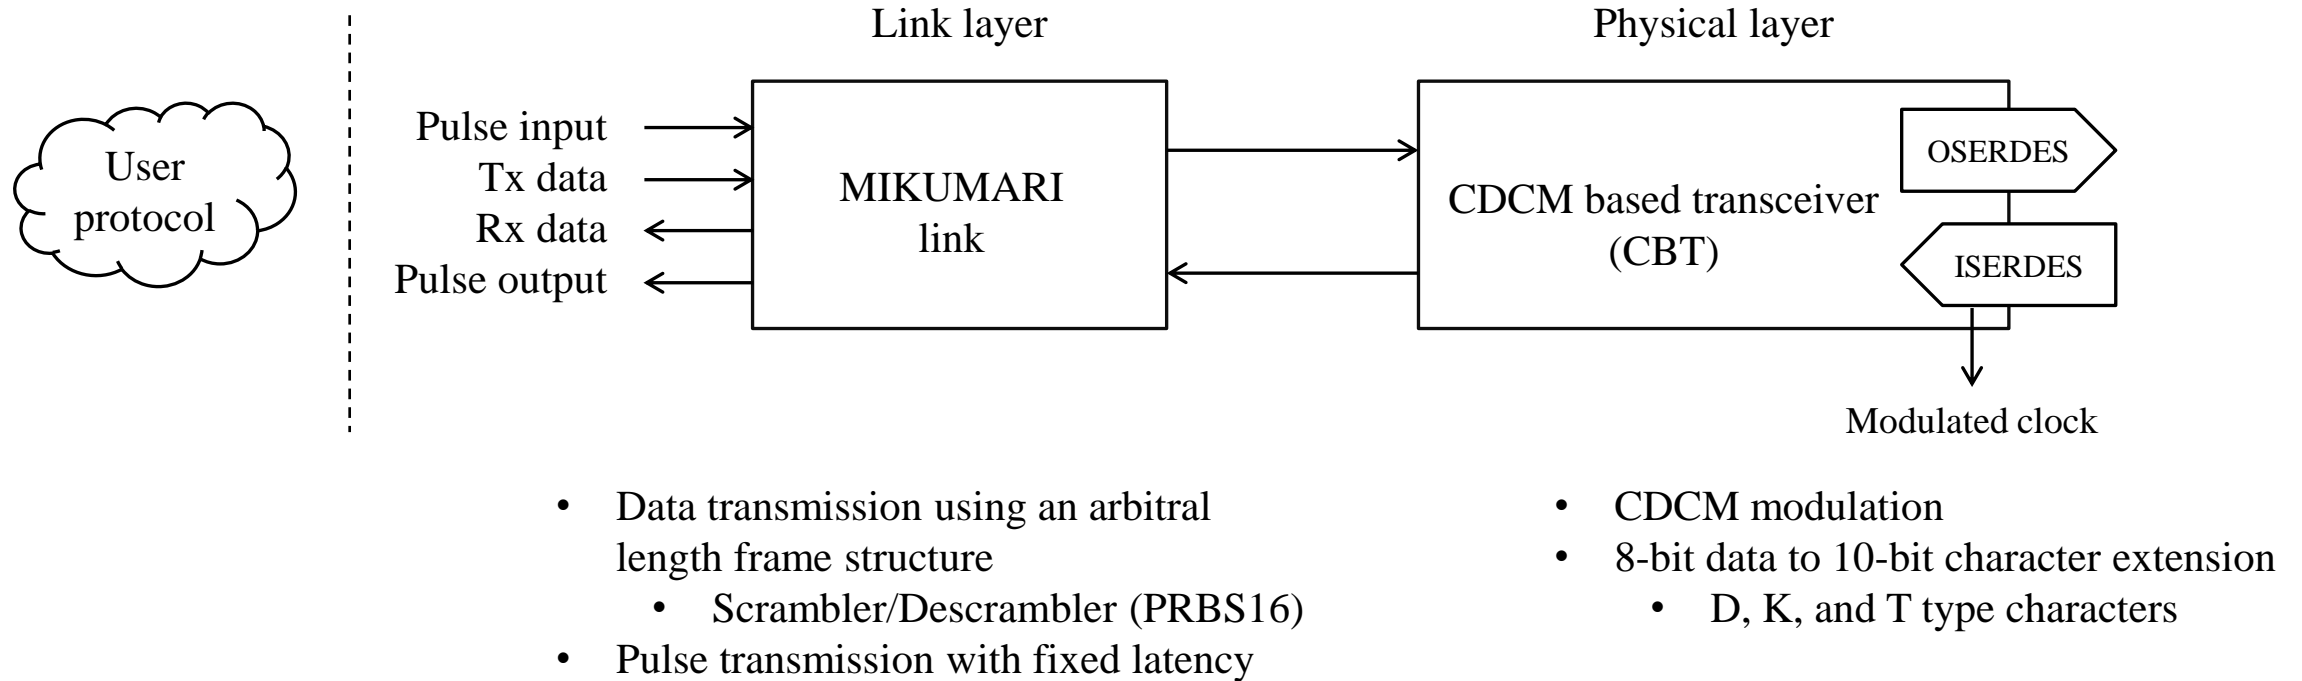 Link layer
Physical layer
User
protocol
Pulse input
Tx data
Rx data
Pulse output
MIKUMARI
link
CDCM based transceiver
(CBT)
OSERDES
ISERDES
Modulated clock
• Data transmission using an arbitral
length frame structure
• Scrambler/Descrambler (PRBS16)
• Pulse transmission with fixed latency
• CDCM modulation
• 8-bit data to 10-bit character extension
• D, K, and T type characters